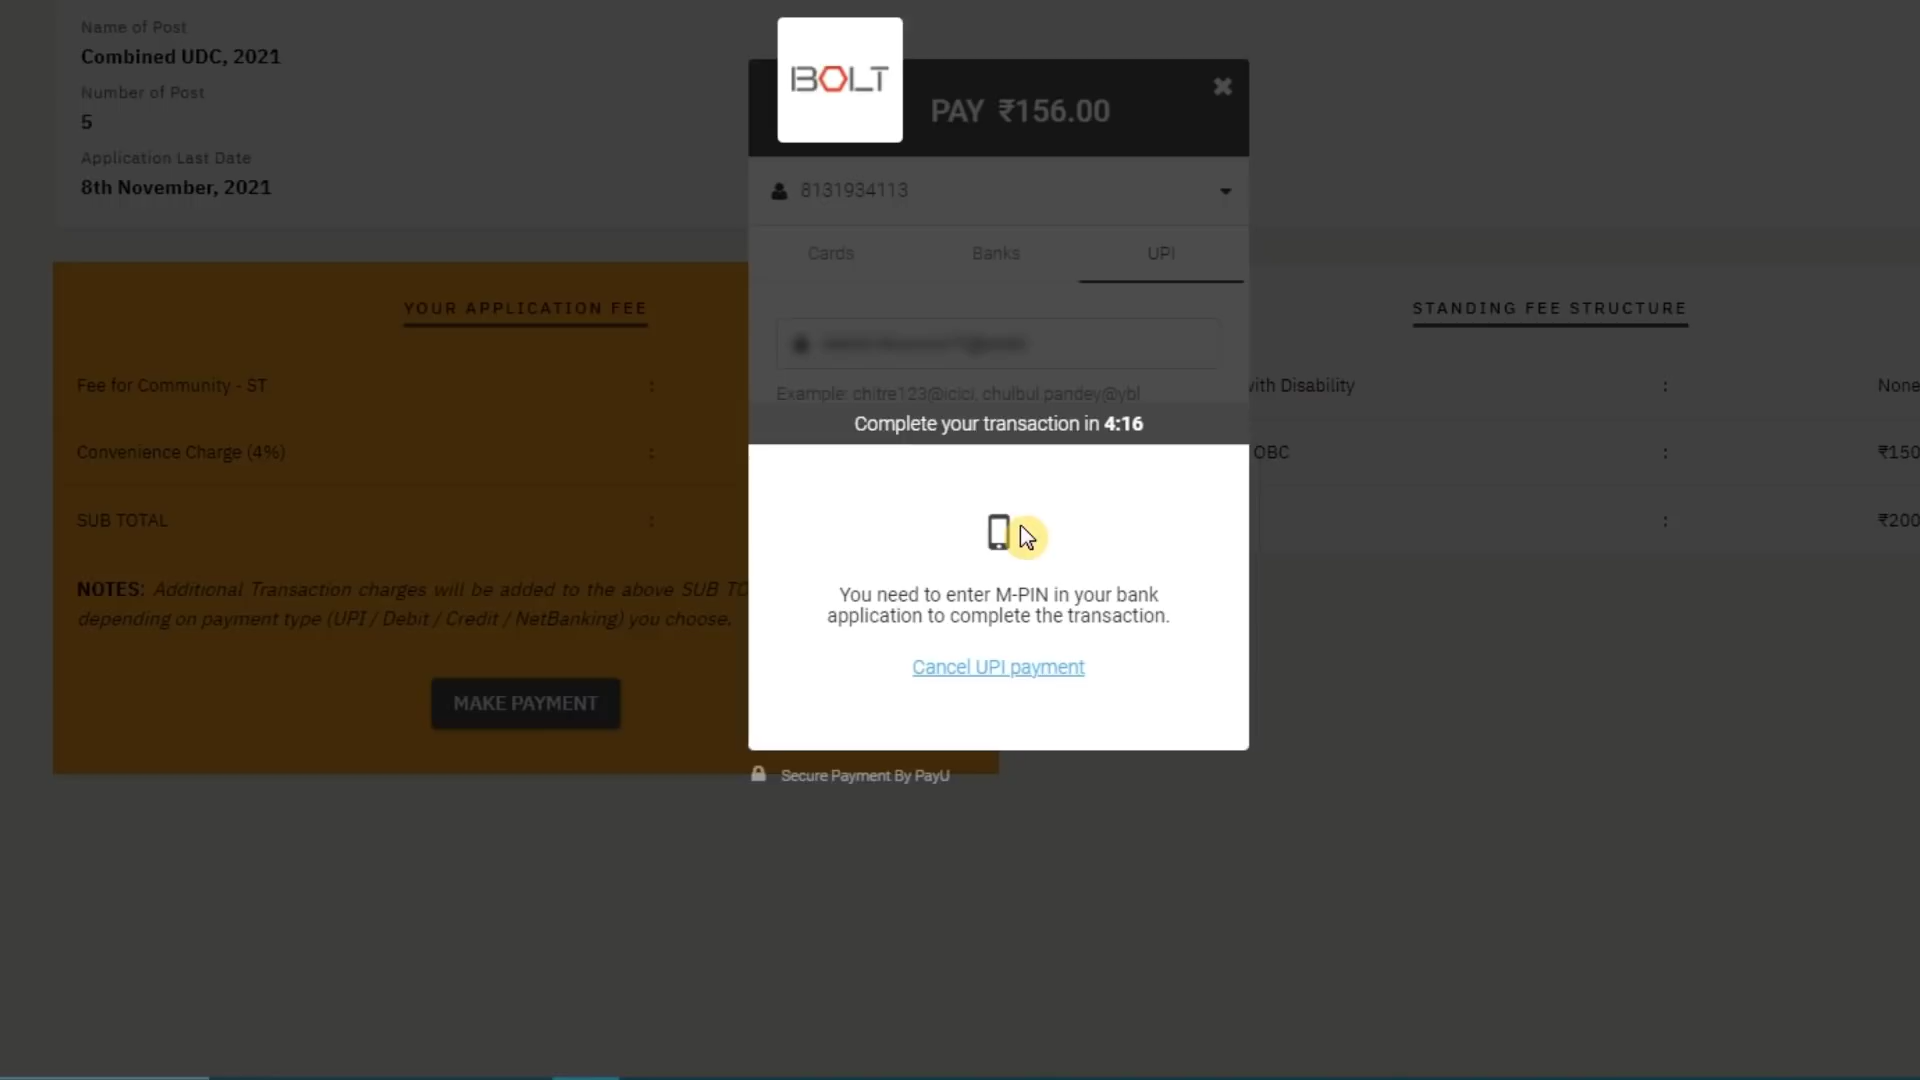 Name of Post
Combined UDC, 2021
Number of Post
5
Application Last Date
8th November, 2021
YOUR APPLICATION FEE
Fee for Community - ST :
Convenience Charge (4%) :
SUB TOTAL :
NOTES: Additional Transaction charges will be added to the above SUB TO
depending on payment type (UPI / Debit / Credit / NetBanking) you choose.
MAKE PAYMENT
BOLT
PAY ₹156.00
8131934113
Cards Banks UPI
Example: chitre123@icici, chulbul.pandey@ybl
Complete your transaction in 4:16
You need to enter M-PIN in your bank
application to complete the transaction.
Cancel UPI payment
Secure Payment By PayU
STANDING FEE STRUCTURE
with Disability : None
OBC : ₹150
: ₹200